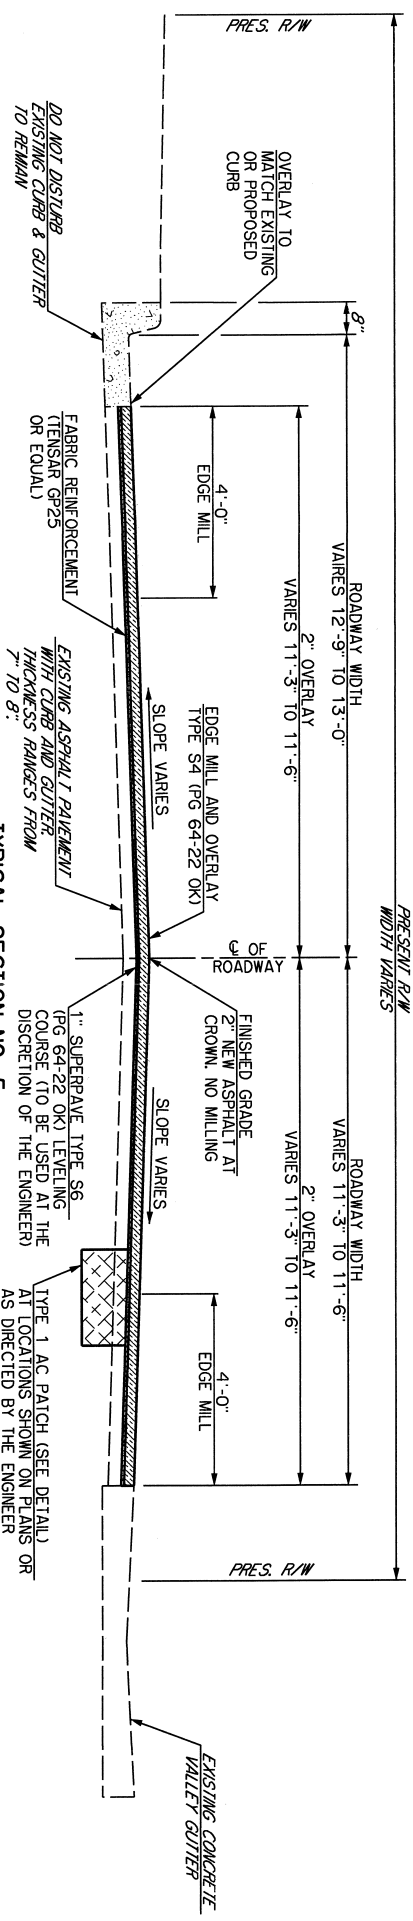 PRESENT R/W
WIDTH VARIES
PRES. R/W
PRES. R/W
8"
ROADWAY WIDTH
VAIRES 12'-9" TO 13'-0"
ROADWAY WIDTH
VARIES 11'-3" TO 11'-6"
2" OVERLAY
VARIES 11'-3" TO 11'-6"
2" OVERLAY
VARIES 11'-3" TO 11'-6"
OVERLAY TO
MATCH EXISTING
OR PROPOSED
CURB
4'-0"
EDGE MILL
EDGE MILL AND OVERLAY
TYPE S4 (PG 64-22 OK)
SLOPE VARIES
℄ OF
ROADWAY
FINISHED GRADE
2" NEW ASPHALT AT
CROWN. NO MILLING
SLOPE VARIES
4'-0"
EDGE MILL
EXISTING CONCRETE
VALLEY GUTTER
DO NOT DISTURB
EXISTING CURB & GUTTER
TO REMIAN
FABRIC REINFORCEMENT
(TENSAR GP25
OR EQUAL)
EXISTING ASPHALT PAVEMENT
WITH CURB AND GUTTER.
THICKNESS RANGES FROM
7" TO 8".
1" SUPERPAVE TYPE S6
(PG 64-22 OK) LEVELING
COURSE (TO BE USED AT THE
DISCRETION OF THE ENGINEER)
TYPE 1 AC PATCH (SEE DETAIL)
AT LOCATIONS SHOWN ON PLANS OR
AS DIRECTED BY THE ENGINEER
TYPICAL SECTION NO.